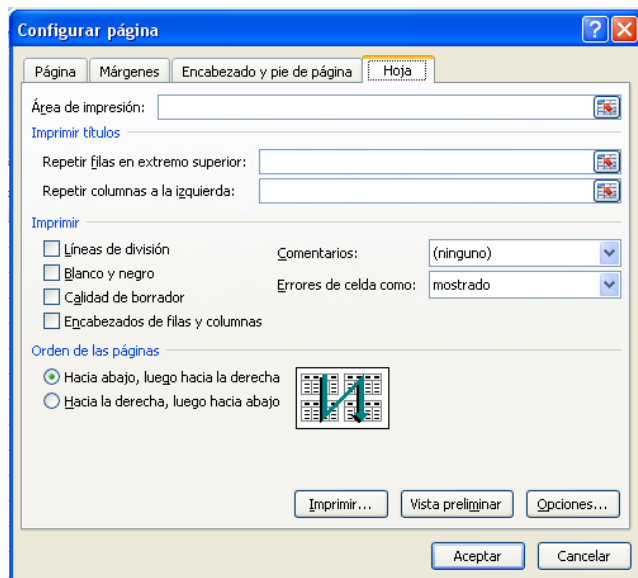 Configurar página
Página Márgenes Encabezado y pie de página Hoja
Área de impresión:
Imprimir títulos
Repetir filas en extremo superior:
Repetir columnas a la izquierda:
Imprimir
Líneas de división
Comentarios: (ninguno)
Blanco y negro
Errores de celda como: mostrado
Calidad de borrador
Encabezados de filas y columnas
Orden de las páginas
Hacia abajo, luego hacia la derecha
Hacia la derecha, luego hacia abajo
Imprimir... Vista preliminar Opciones...
Aceptar Cancelar